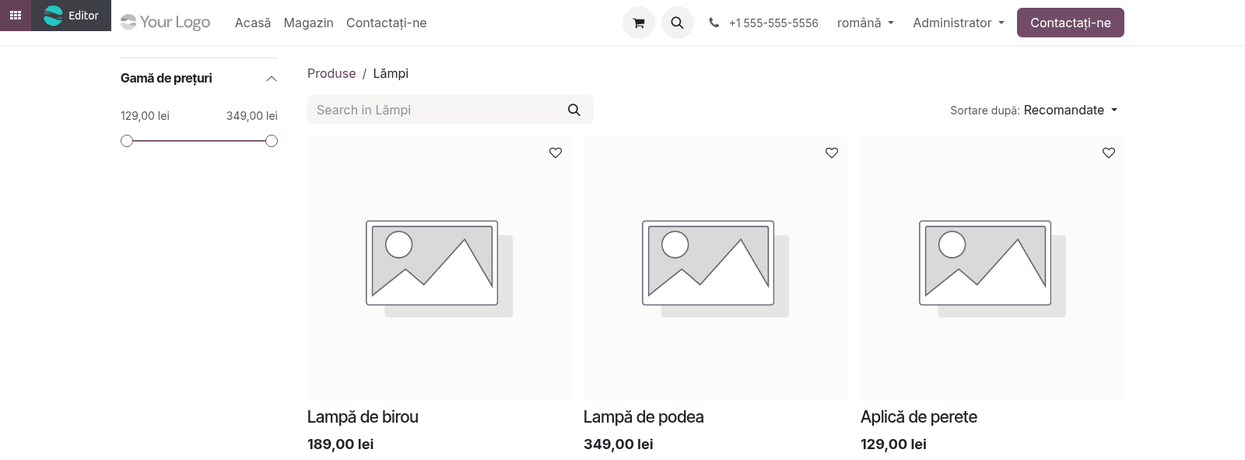 Editor
Your Logo
Acasă Magazin Contactați-ne
+1 555-555-5556 română Administrator Contactați-ne
Gamă de prețuri
129,00 lei 349,00 lei
Produse / Lămpi
Search in Lămpi
Sortare după: Recomandate
Lampă de birou
189,00 lei
Lampă de podea
349,00 lei
Aplică de perete
129,00 lei